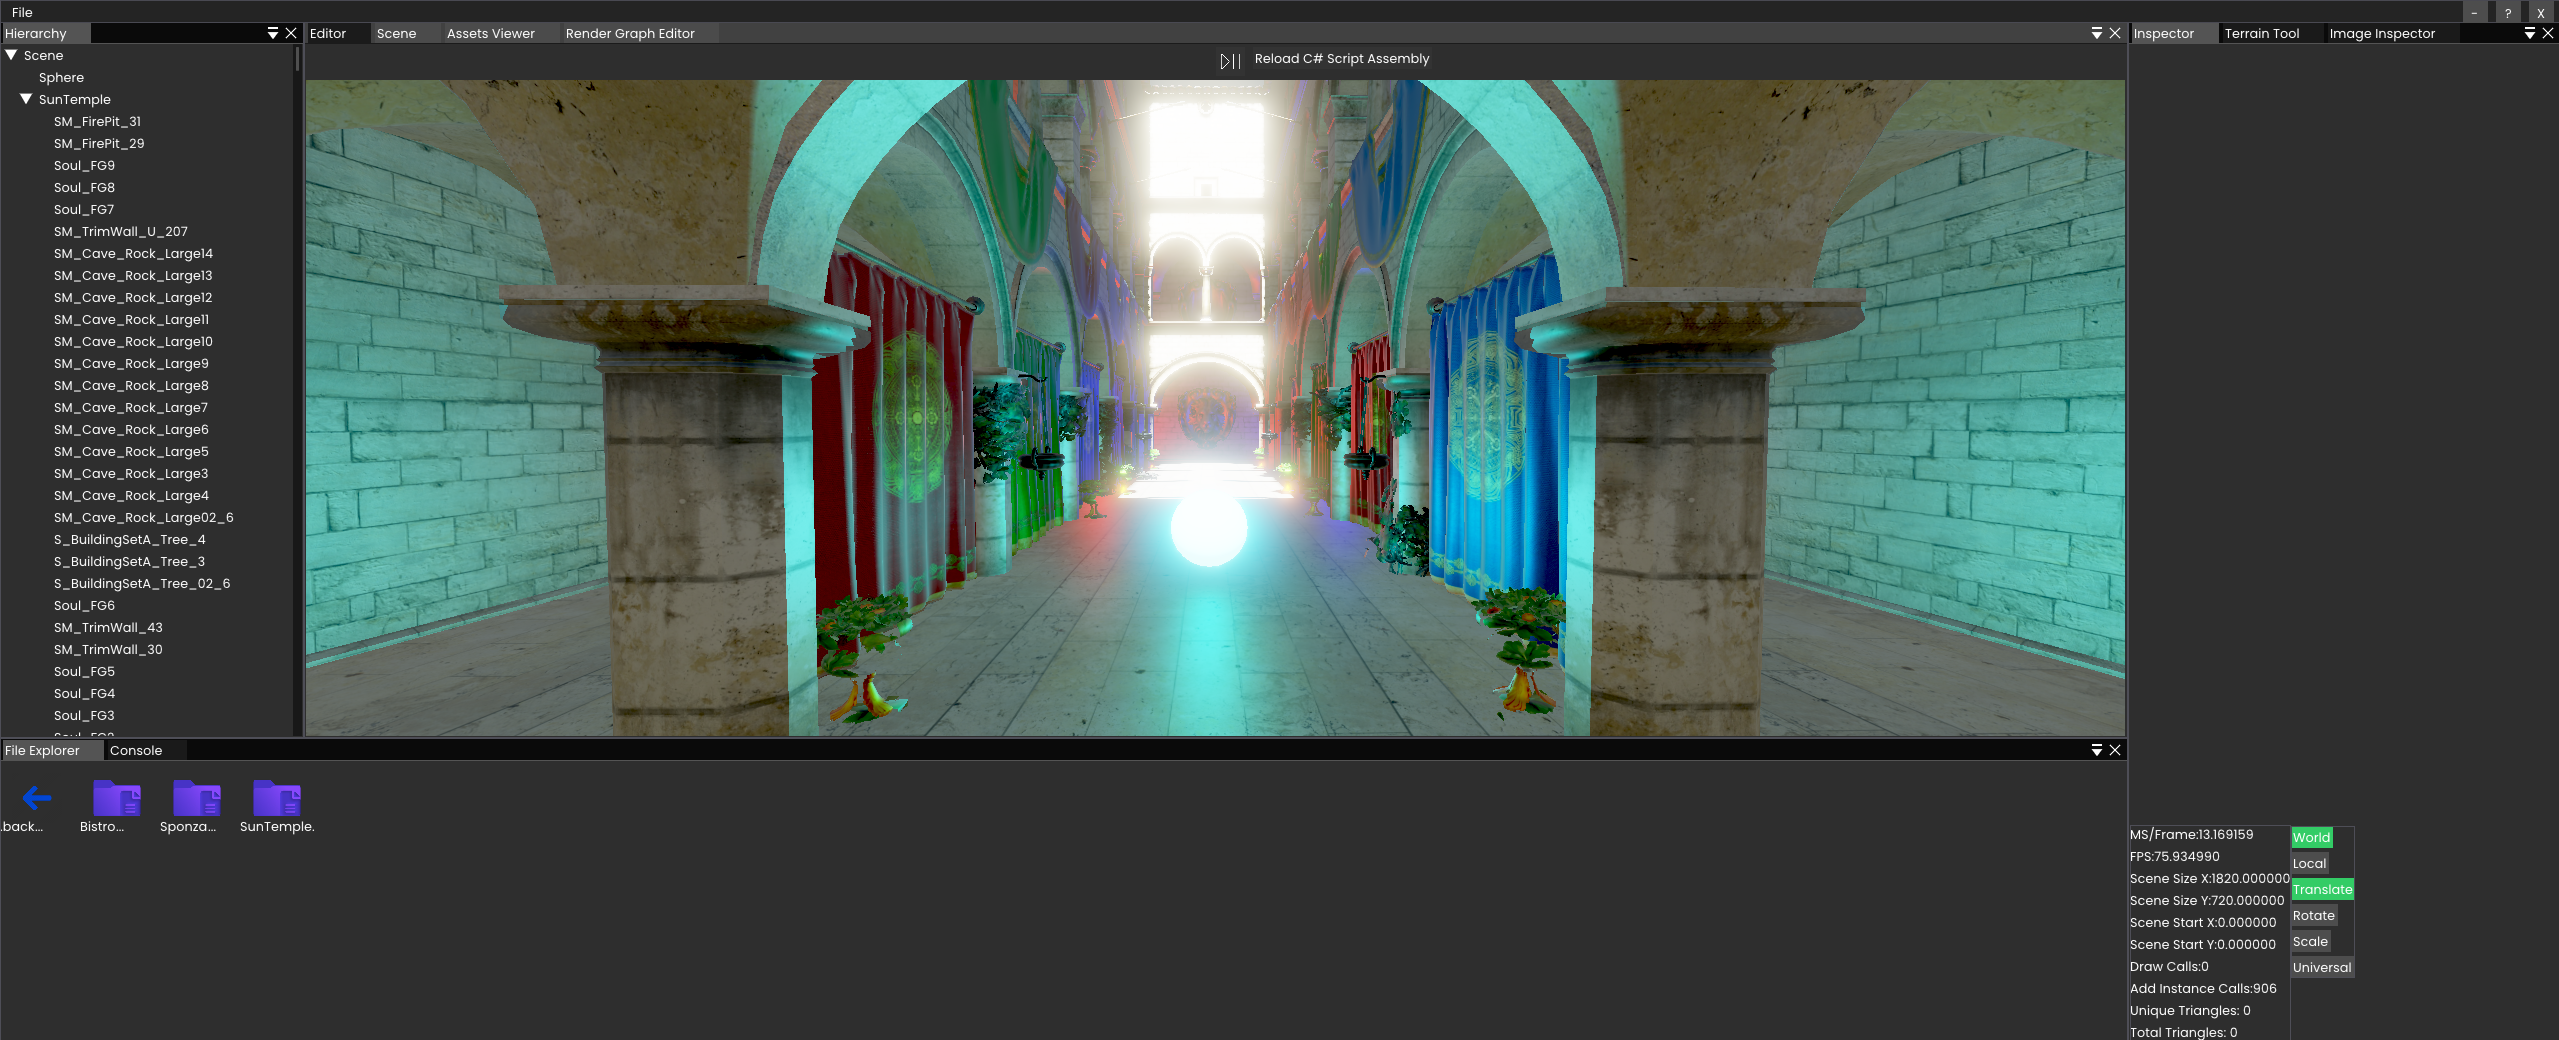 File
- ? X
Hierarchy
Editor Scene Assets Viewer Render Graph Editor
Inspector Terrain Tool Image Inspector
Reload C# Script Assembly
Scene
Sphere
SunTemple
SM_FirePit_31
SM_FirePit_29
Soul_FG9
Soul_FG8
Soul_FG7
SM_TrimWall_U_207
SM_Cave_Rock_Large14
SM_Cave_Rock_Large13
SM_Cave_Rock_Large12
SM_Cave_Rock_Large11
SM_Cave_Rock_Large10
SM_Cave_Rock_Large9
SM_Cave_Rock_Large8
SM_Cave_Rock_Large7
SM_Cave_Rock_Large6
SM_Cave_Rock_Large5
SM_Cave_Rock_Large3
SM_Cave_Rock_Large4
SM_Cave_Rock_Large02_6
S_BuildingSetA_Tree_4
S_BuildingSetA_Tree_3
S_BuildingSetA_Tree_02_6
Soul_FG6
SM_TrimWall_43
SM_TrimWall_30
Soul_FG5
Soul_FG4
Soul_FG3
File Explorer Console
.back... Bistro... Sponza... SunTemple.
MS/Frame:13.169159
FPS:75.934990
Scene Size X:1820.000000
Scene Size Y:720.000000
Scene Start X:0.000000
Scene Start Y:0.000000
Draw Calls:0
Add Instance Calls:906
Unique Triangles: 0
Total Triangles: 0
World
Local
Translate
Rotate
Scale
Universal